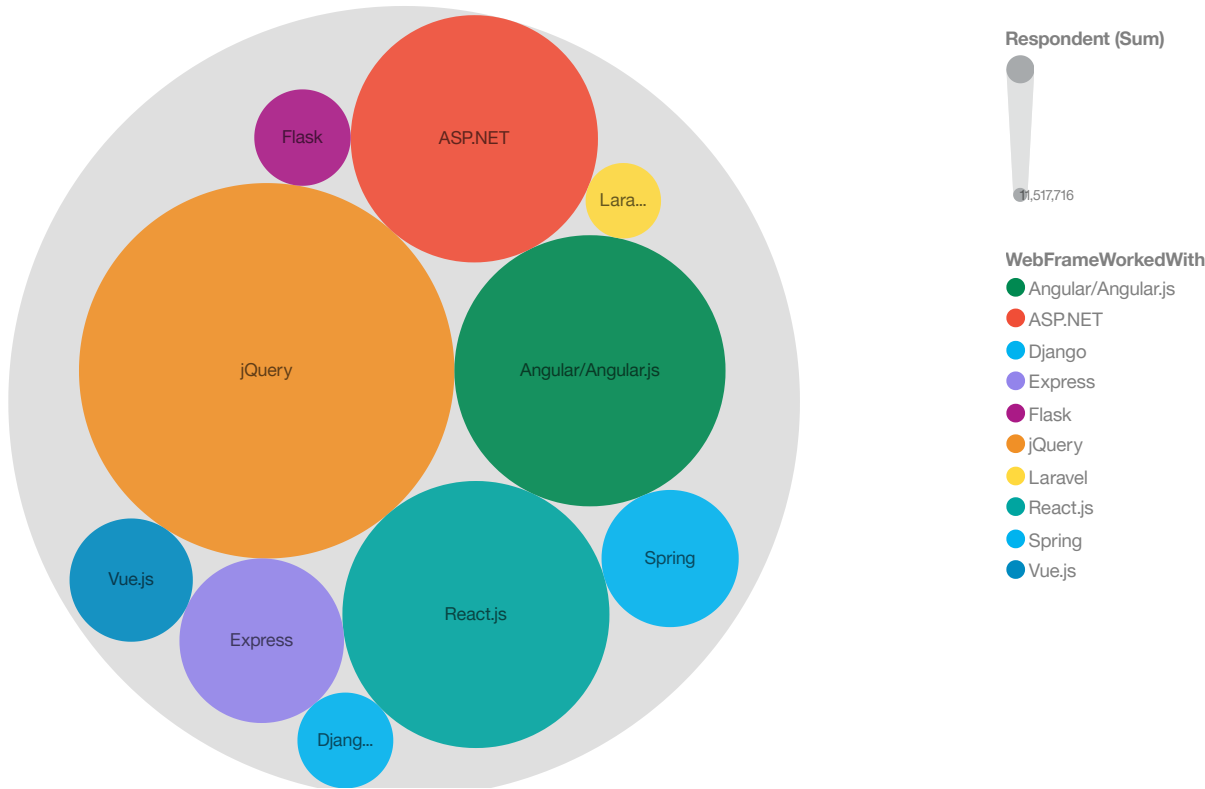 Respondent (Sum)
11,517,716
WebFrameWorkedWith
Angular/Angular.js
ASP.NET
Django
Express
Flask
jQuery
Laravel
React.js
Spring
Vue.js
Flask
ASP.NET
Lara...
jQuery
Angular/Angular.js
Spring
Vue.js
React.js
Express
Djang...